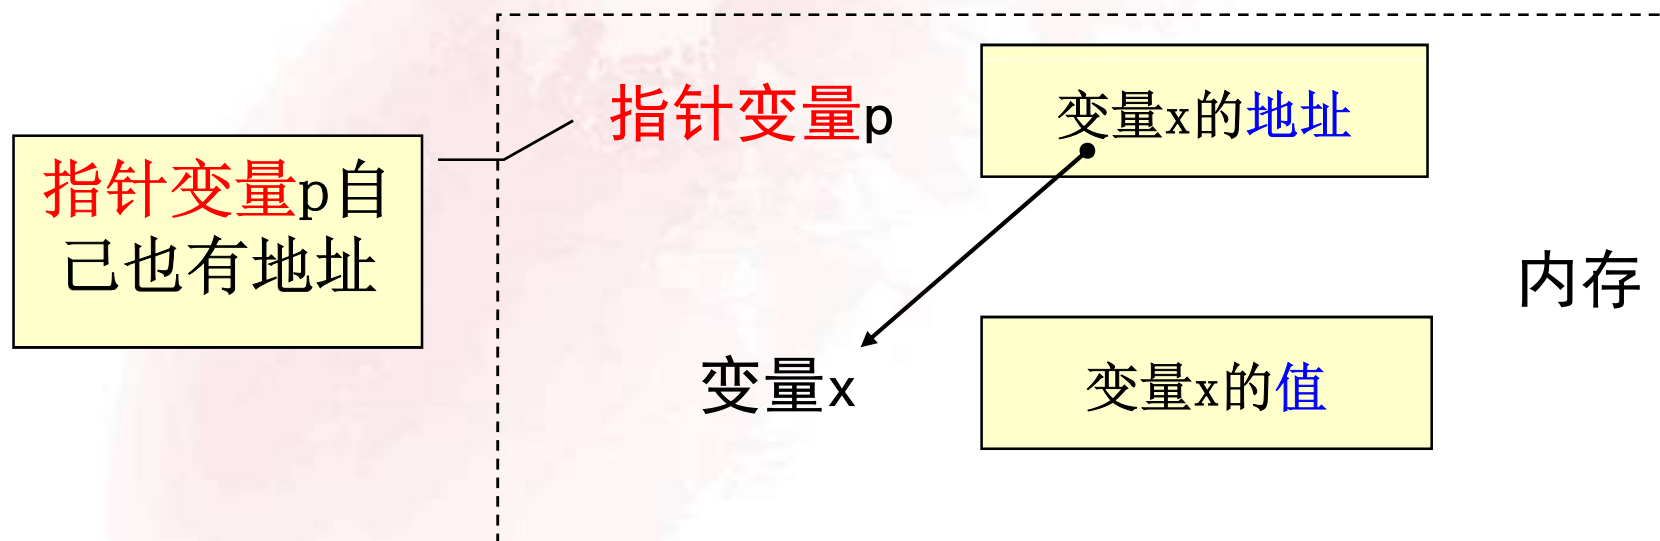 指针变量p
变量x的地址
指针变量p自
己也有地址
内存
变量x
变量x的值